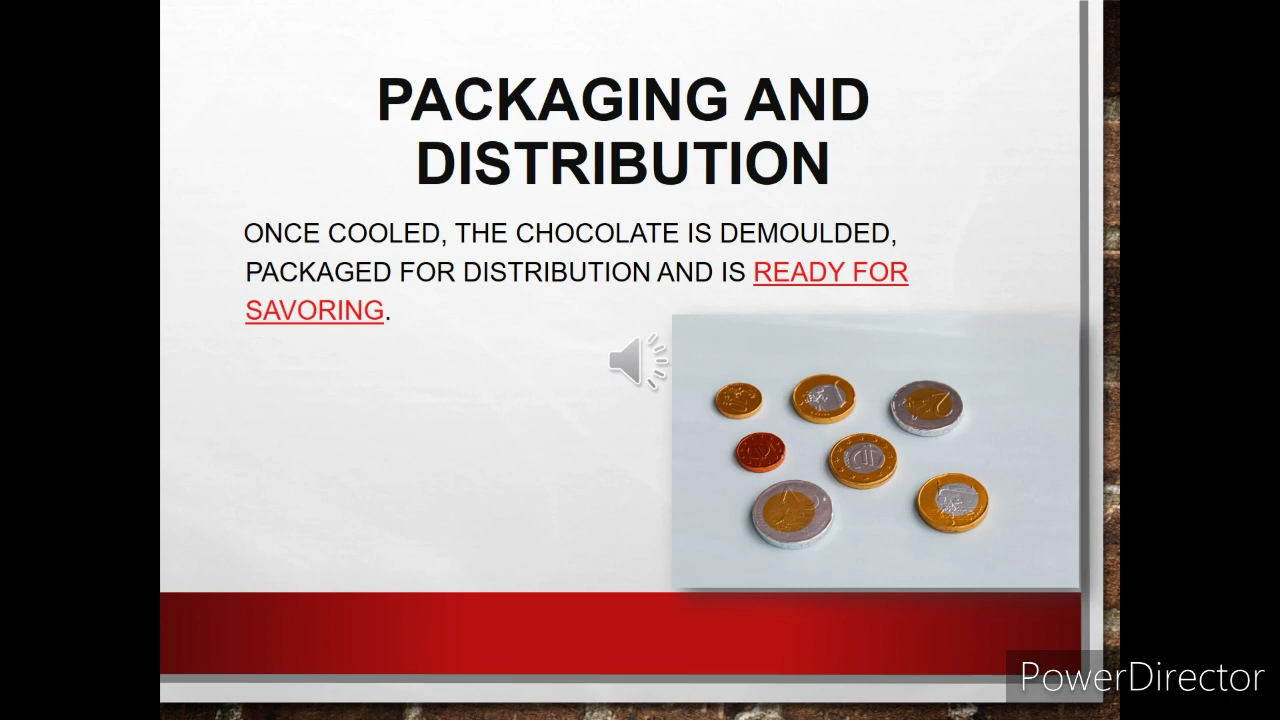 PACKAGING AND
DISTRIBUTION
ONCE COOLED, THE CHOCOLATE IS DEMOULDED,
PACKAGED FOR DISTRIBUTION AND IS READY FOR
SAVORING.
PowerDirector